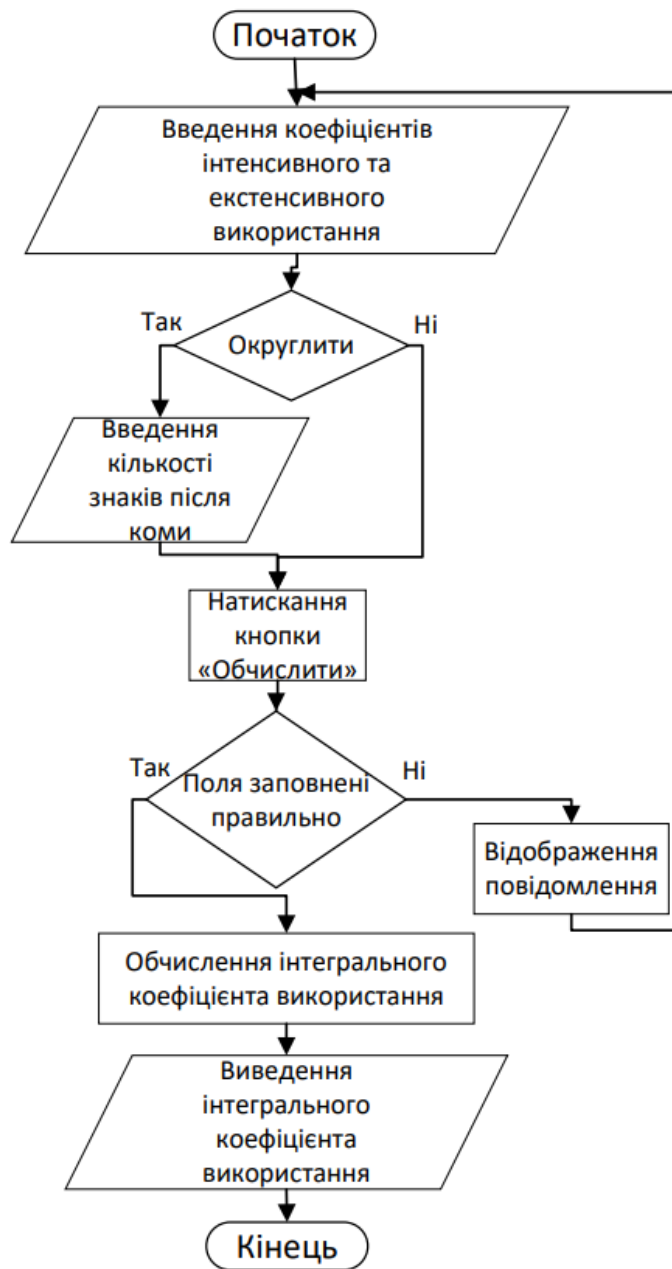 Початок
Введення коефіцієнтів
інтенсивного та
екстенсивного
використання
Так
Ні
Округлити
Введення
кількості
знаків після
коми
Натискання
кнопки
«Обчислити»
Так
Ні
Поля заповнені
правильно
Відображення
повідомлення
Обчислення інтегрального
коефіцієнта використання
Виведення
інтегрального
коефіцієнта
використання
Кінець